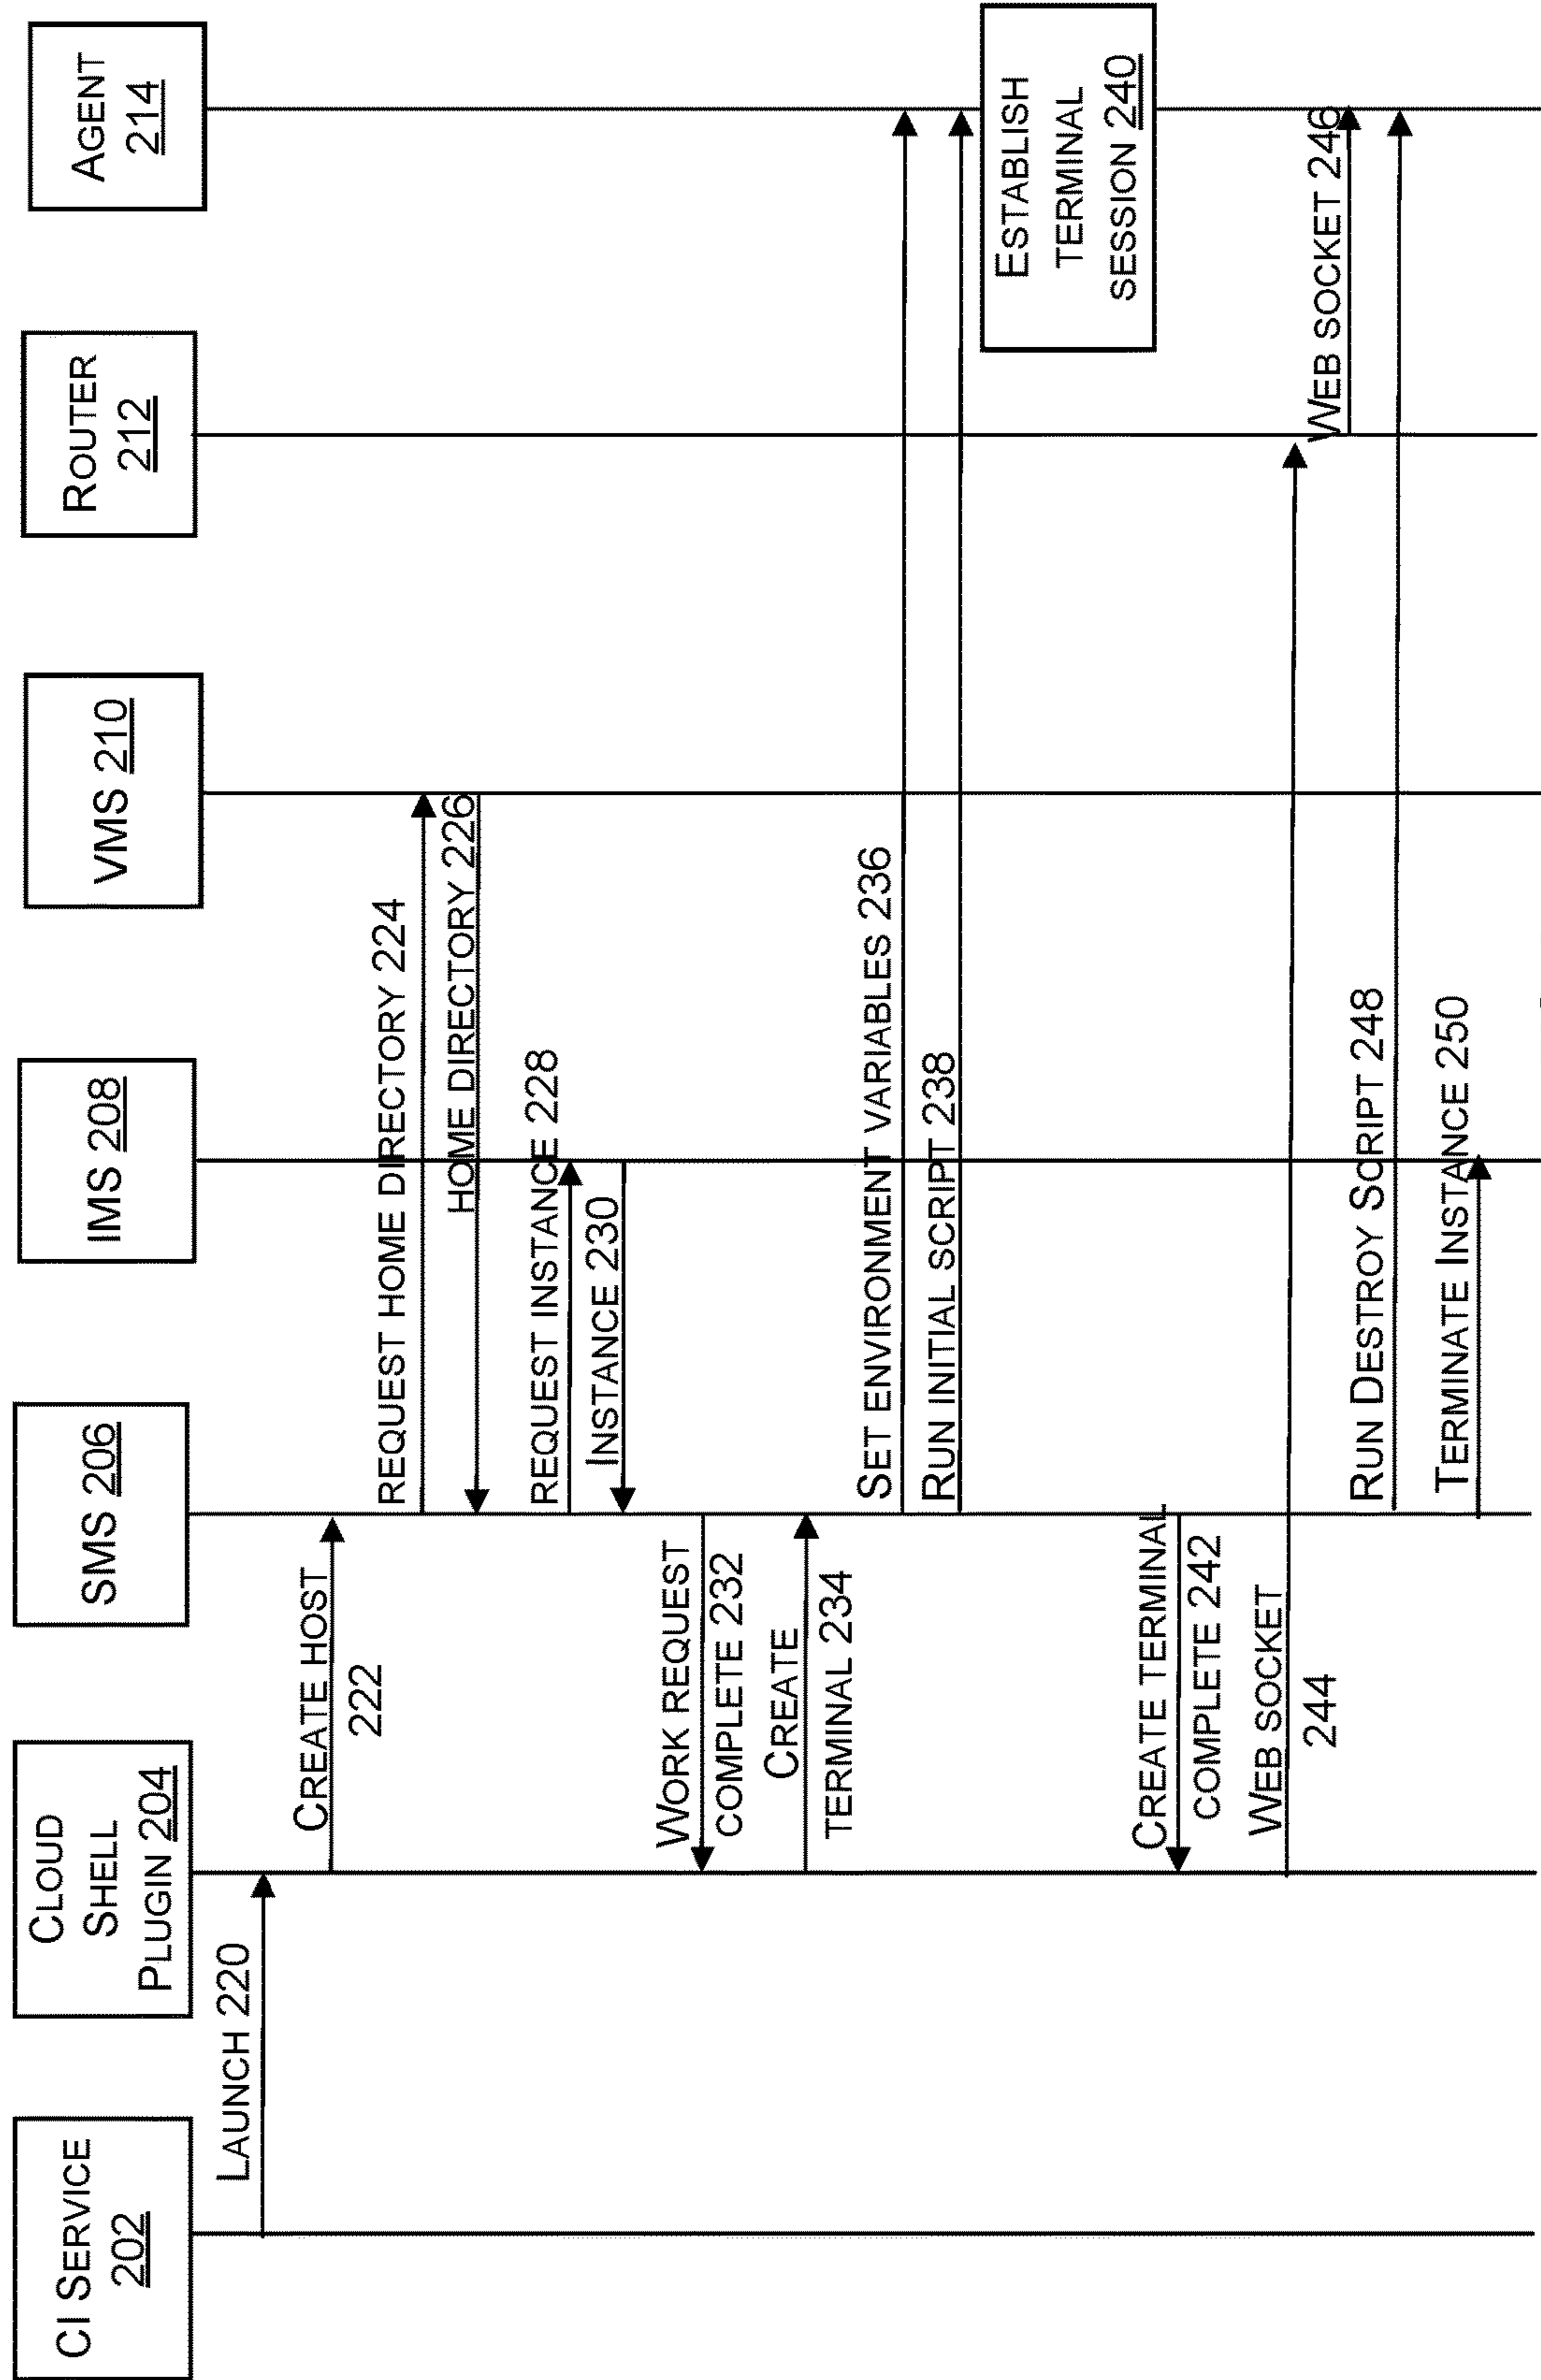 CI SERVICE
202
CLOUD
SHELL
PLUGIN 204
SMS 206
IMS 208
VMS 210
ROUTER
212
AGENT
214
LAUNCH 220
CREATE HOST
222
REQUEST HOME DIRECTORY 224
HOME DIRECTORY 226
REQUEST INSTANCE 228
INSTANCE 230
WORK REQUEST
COMPLETE 232
CREATE
TERMINAL 234
SET ENVIRONMENT VARIABLES 236
RUN INITIAL SCRIPT 238
ESTABLISH
TERMINAL
SESSION 240
CREATE TERMINAL
COMPLETE 242
WEB SOCKET
244
WEB SOCKET 246
RUN DESTROY SCRIPT 248
TERMINATE INSTANCE 250